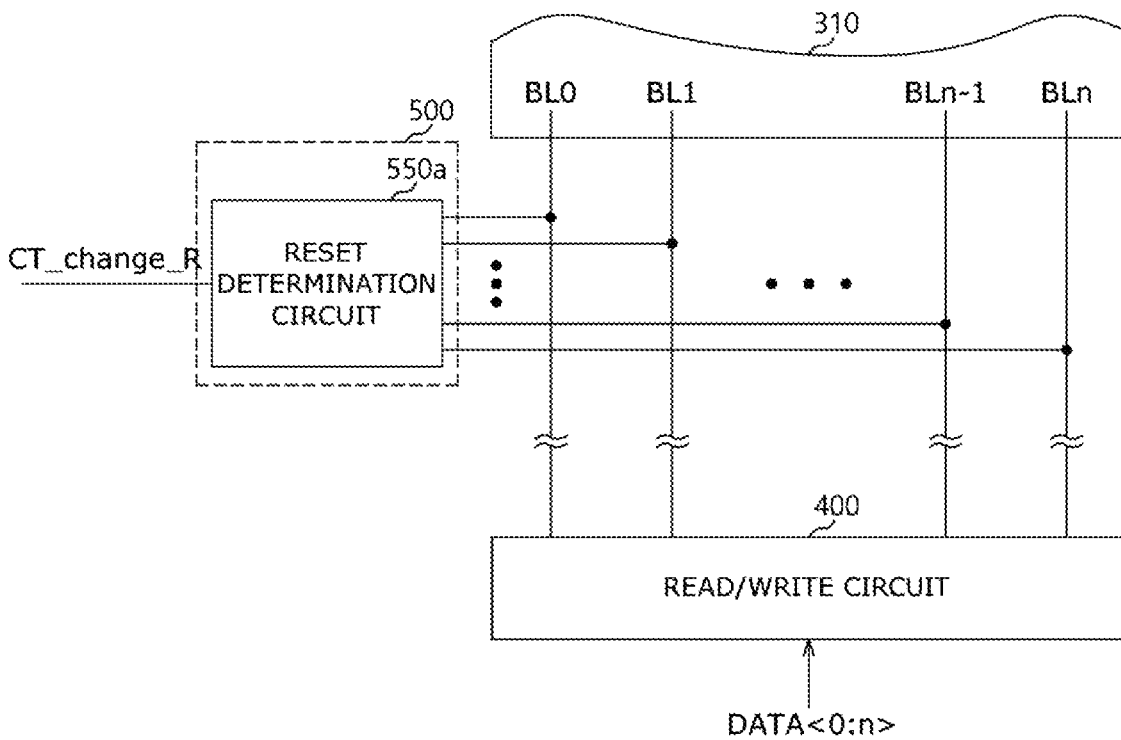 310
BL0 BL1 BLn-1 BLn
500
550a
CT_change_R
RESET
DETERMINATION
CIRCUIT
400
READ/WRITE CIRCUIT
DATA<0:n>